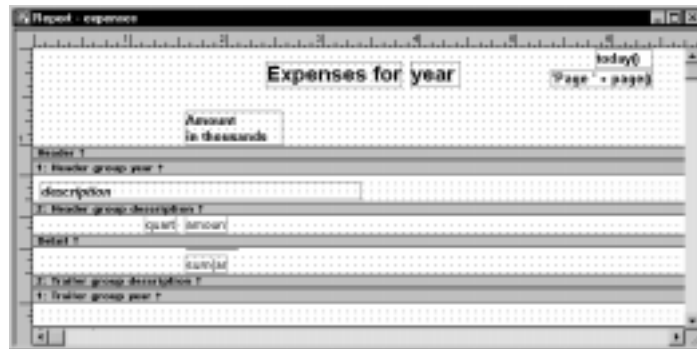 Report - expenses
today()
Expenses for year
'Page ' + page()
Amount
in thousands
Header ↑
1: Header group year ↑
description
2: Header group description ↑
quart amoun
Detail ↑
sum(ar
2: Trailer group description ↑
1: Trailer group year ↑